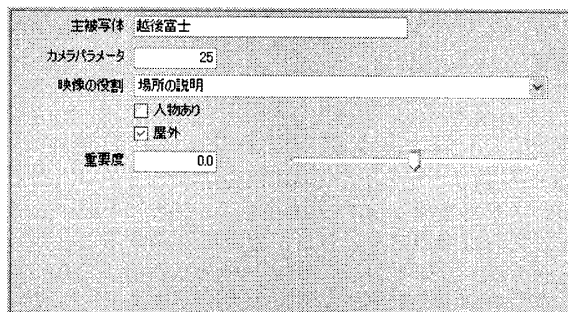 主被写体 越後富士
カメラパラメータ 25
映像の役割 場所の説明
人物あり
屋外
重要度 0.0